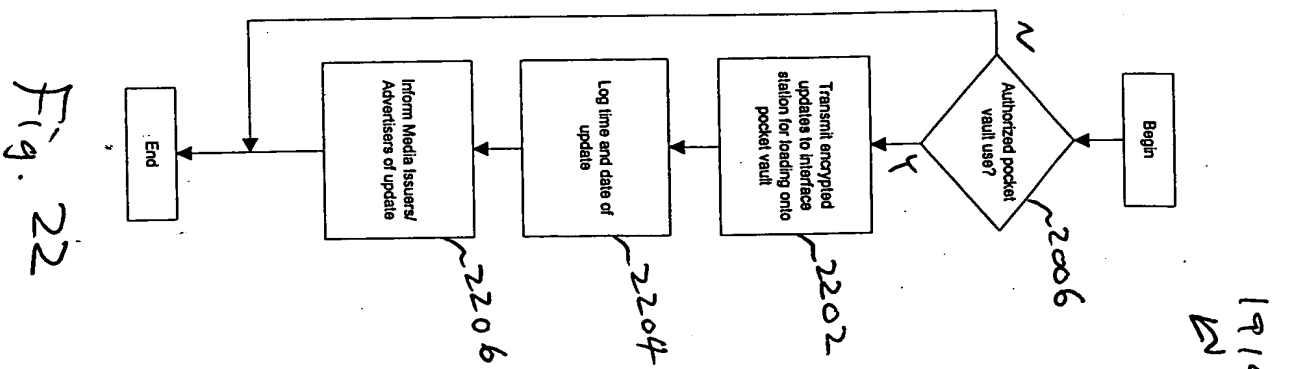 Begin
Authorized pocket
vault use?
2006
N
Y
Transmit encrypted
updates to interface
station for loading onto
pocket vault
2202
Log time and date of
update
2204
Inform Media Issuers/
Advertisers of update
2206
End
Fig. 22